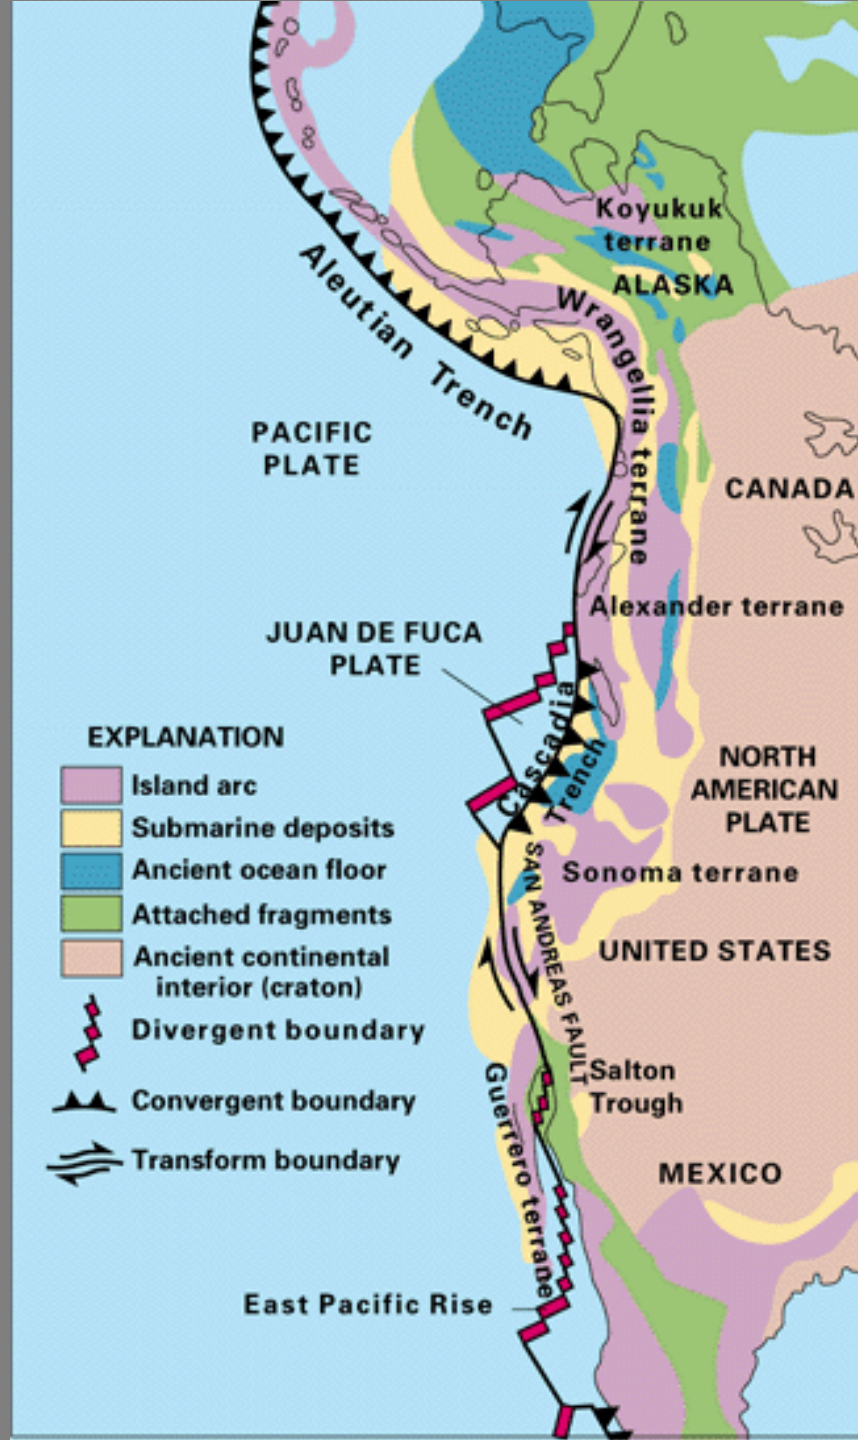 Koyukuk
terrane
ALASKA
Wrangellia terrane
Aleutian Trench
PACIFIC
PLATE
CANADA
Alexander terrane
JUAN DE FUCA
PLATE
Cascadia
Trench
NORTH
AMERICAN
PLATE
EXPLANATION
Island arc
Submarine deposits
Ancient ocean floor
Attached fragments
Ancient continental
interior (craton)
Divergent boundary
Convergent boundary
Transform boundary
SAN ANDREAS FAULT
Sonoma terrane
UNITED STATES
Salton
Trough
Guerrero terrane
MEXICO
East Pacific Rise